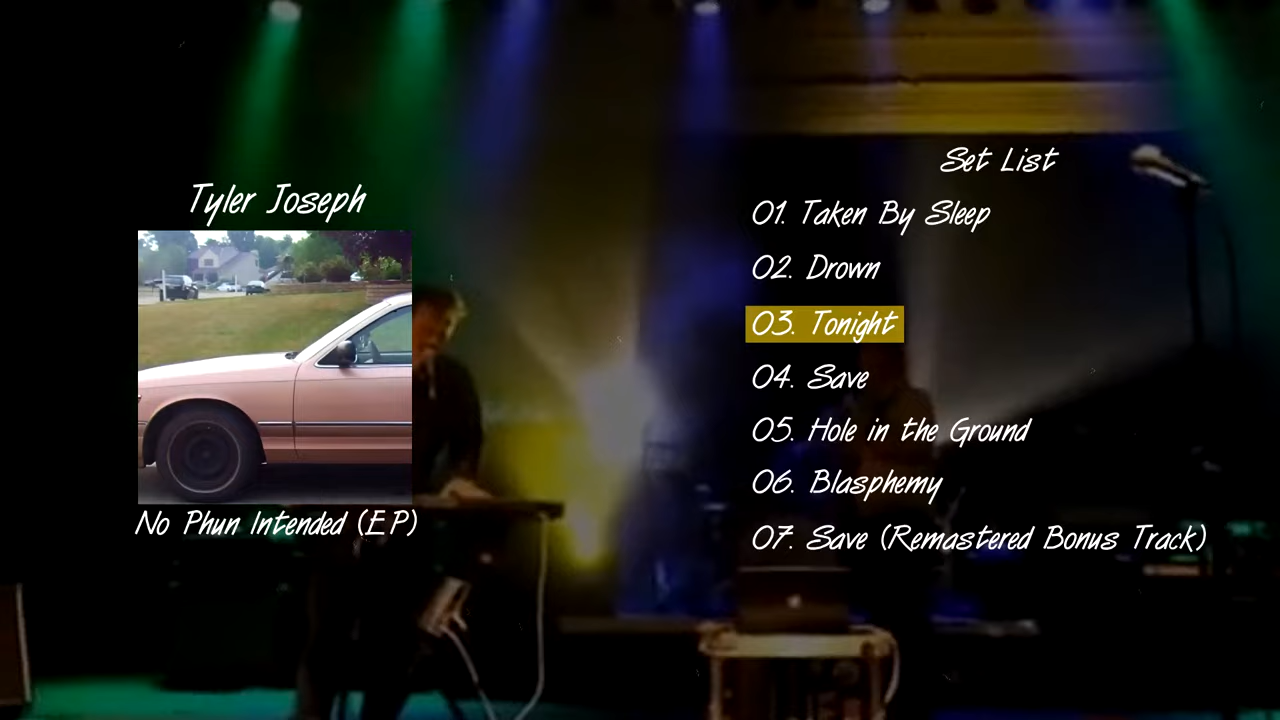 Tyler Joseph
No Phun Intended (EP)
Set List
01. Taken By Sleep
02. Drown
03. Tonight
04. Save
05. Hole in the Ground
06. Blasphemy
07. Save (Remastered Bonus Track)